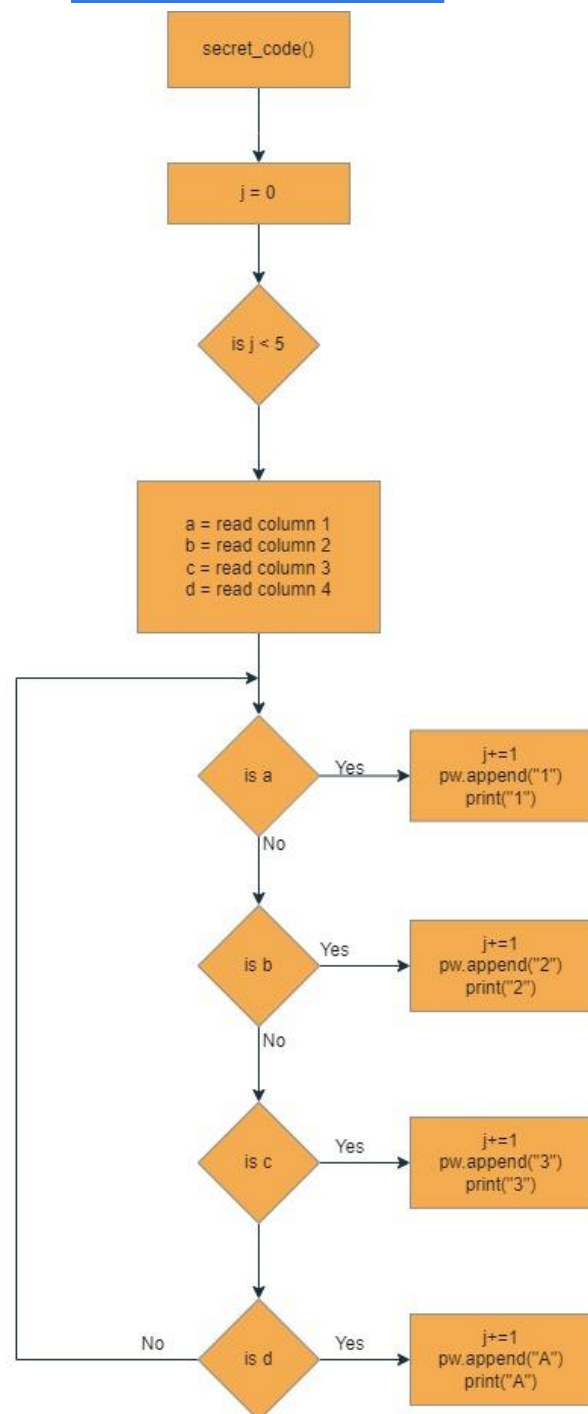 secret_code()
j = 0
is j < 5
a = read column 1
b = read column 2
c = read column 3
d = read column 4
is a
Yes
j+=1
pw.append("1")
print("1")
No
is b
Yes
j+=1
pw.append("2")
print("2")
No
is c
Yes
j+=1
pw.append("3")
print("3")
No
is d
Yes
j+=1
pw.append("A")
print("A")